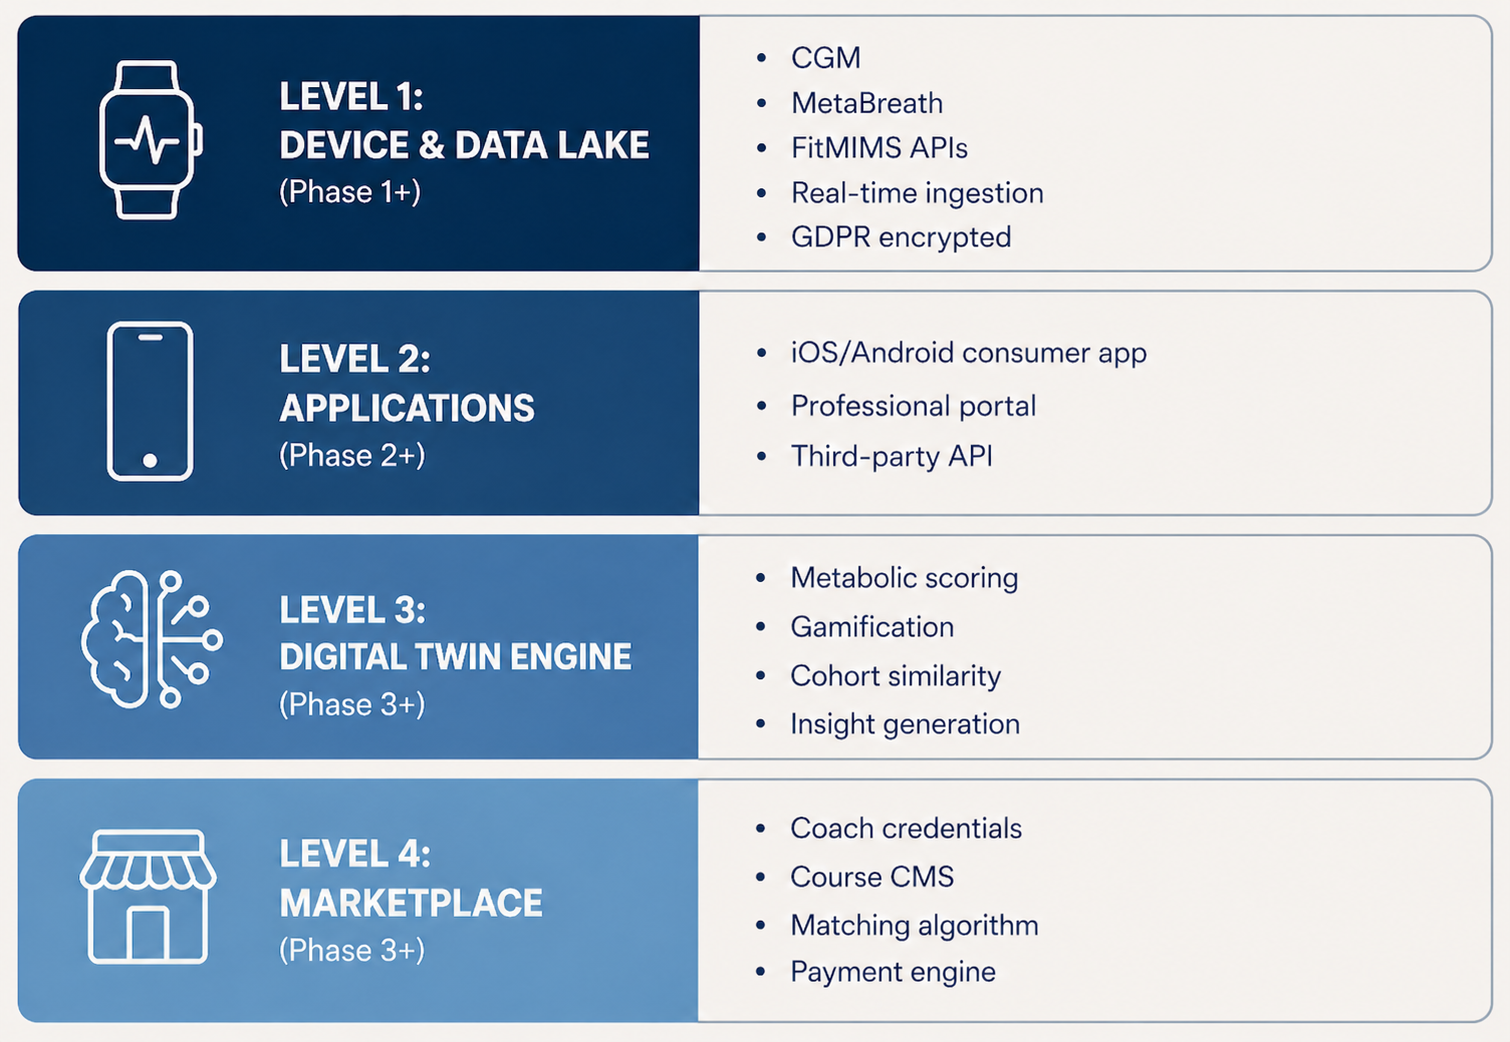 LEVEL 1:
DEVICE & DATA LAKE
(Phase 1+)
• CGM
• MetaBreath
• FitMIMS APIs
• Real-time ingestion
• GDPR encrypted
LEVEL 2:
APPLICATIONS
(Phase 2+)
• iOS/Android consumer app
• Professional portal
• Third-party API
LEVEL 3:
DIGITAL TWIN ENGINE
(Phase 3+)
• Metabolic scoring
• Gamification
• Cohort similarity
• Insight generation
LEVEL 4:
MARKETPLACE
(Phase 3+)
• Coach credentials
• Course CMS
• Matching algorithm
• Payment engine